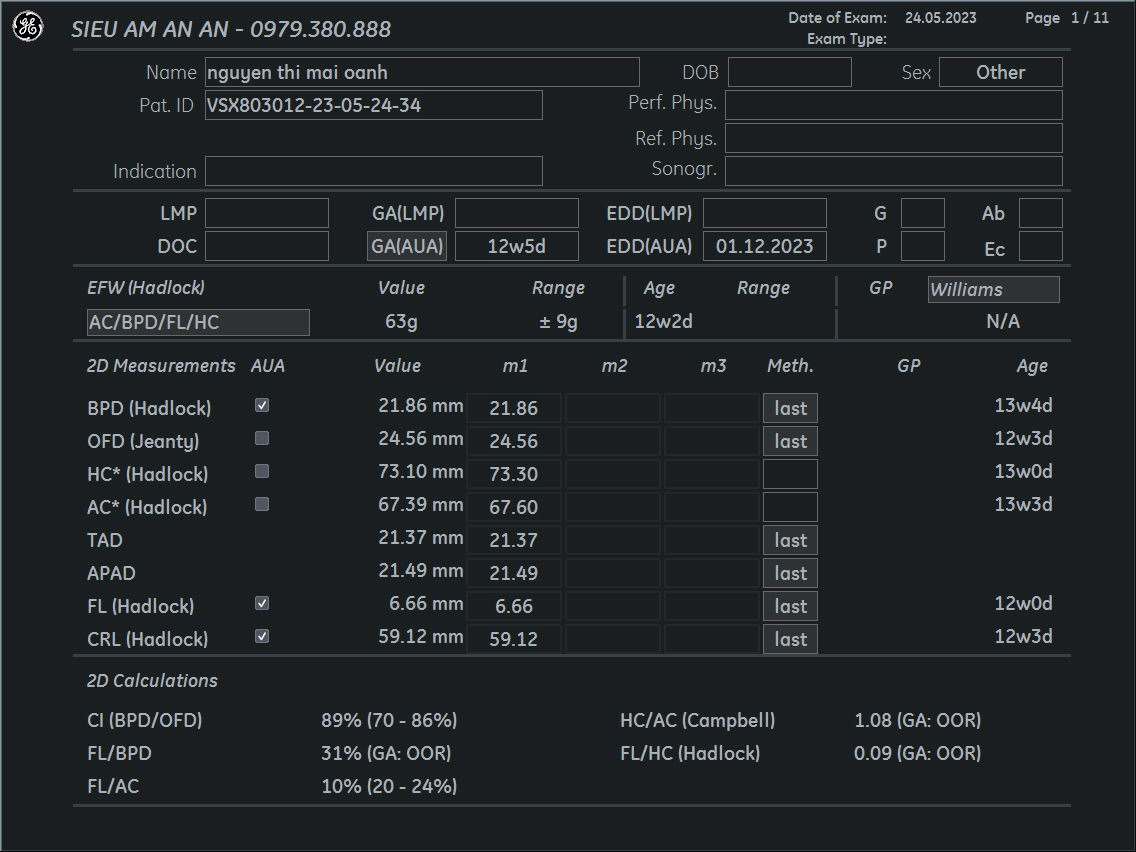 SIEU AM AN AN - 0979.380.888
Date of Exam: 24.05.2023 Page 1 / 11
Exam Type:
Name nguyen thi mai oanh DOB Sex Other
Pat. ID VSX803012-23-05-24-34 Perf. Phys.
Ref. Phys.
Indication Sonogr.
LMP GA(LMP) EDD(LMP) G Ab
DOC GA(AUA) 12w5d EDD(AUA) 01.12.2023 P Ec
EFW (Hadlock) Value Range Age Range GP Williams
AC/BPD/FL/HC 63g ± 9g 12w2d N/A
2D Measurements AUA Value m1 m2 m3 Meth. GP Age
BPD (Hadlock) 21.86 mm 21.86 last 13w4d
OFD (Jeanty) 24.56 mm 24.56 last 12w3d
HC* (Hadlock) 73.10 mm 73.30 13w0d
AC* (Hadlock) 67.39 mm 67.60 13w3d
TAD 21.37 mm 21.37 last
APAD 21.49 mm 21.49 last
FL (Hadlock) 6.66 mm 6.66 last 12w0d
CRL (Hadlock) 59.12 mm 59.12 last 12w3d
2D Calculations
CI (BPD/OFD) 89% (70 - 86%) HC/AC (Campbell) 1.08 (GA: OOR)
FL/BPD 31% (GA: OOR) FL/HC (Hadlock) 0.09 (GA: OOR)
FL/AC 10% (20 - 24%)